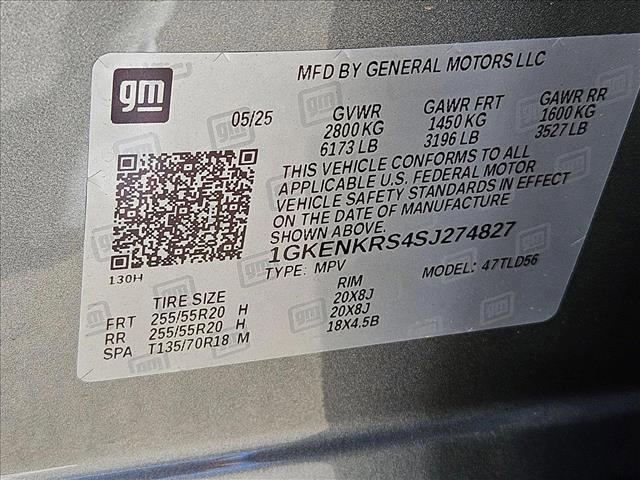 gm
MFD BY GENERAL MOTORS LLC
05/25 GVWR GAWR FRT GAWR RR
2800 KG 1450 KG 1600 KG
6173 LB 3196 LB 3527 LB
THIS VEHICLE CONFORMS TO ALL
APPLICABLE U.S. FEDERAL MOTOR
VEHICLE SAFETY STANDARDS IN EFFECT
ON THE DATE OF MANUFACTURE
SHOWN ABOVE.
1GKENKRS4SJ274827
TYPE: MPV MODEL: 47TLD56
130H
TIRE SIZE RIM
FRT 255/55R20 H 20X8J
RR 255/55R20 H 20X8J
SPA T135/70R18 M 18X4.5B